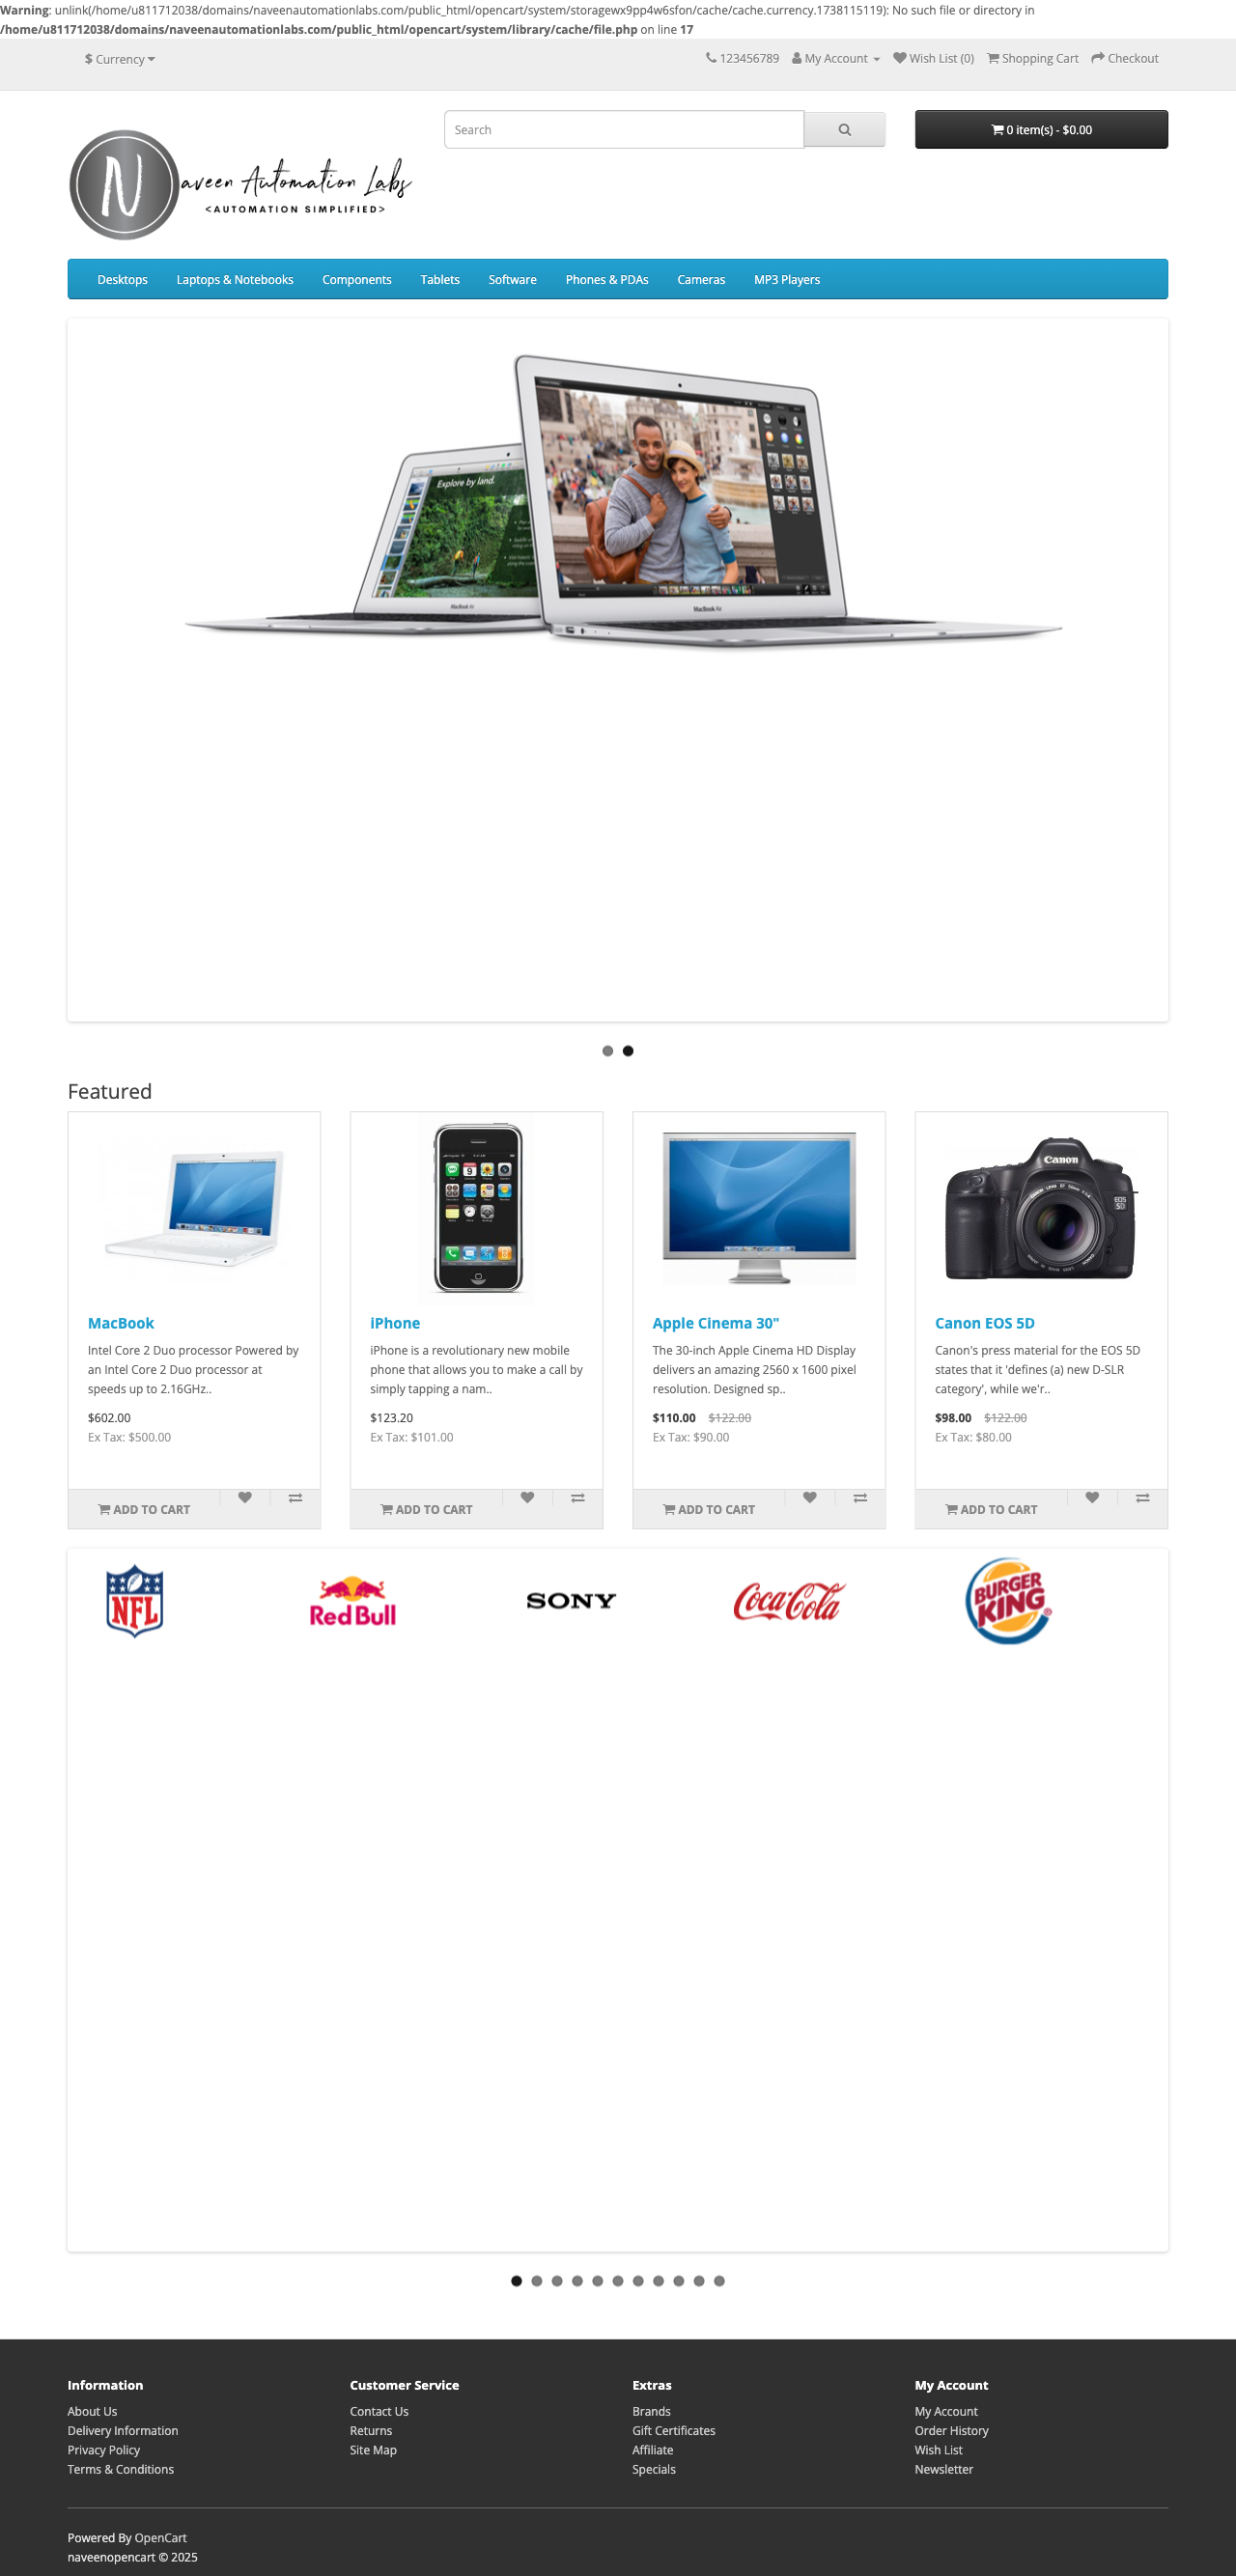 Warning: unlink(/home/u811712038/domains/naveenautomationlabs.com/public_html/opencart/system/storagewx9pp4w6sfon/cache/cache.currency.1738115119): No such file or directory in
/home/u811712038/domains/naveenautomationlabs.com/public_html/opencart/system/library/cache/file.php on line 17
$ Currency
123456789 My Account Wish List (0) Shopping Cart Checkout
Search
0 item(s) - $0.00
N
aveen Automation Labs
<AUTOMATION SIMPLIFIED>
Desktops Laptops & Notebooks Components Tablets Software Phones & PDAs Cameras MP3 Players
Explore by land.
MacBook Air
MacBook Air
Featured
Canon
EOS
5D
MacBook
Intel Core 2 Duo processor Powered by
an Intel Core 2 Duo processor at
speeds up to 2.16GHz..
$602.00
Ex Tax: $500.00
ADD TO CART
iPhone
iPhone is a revolutionary new mobile
phone that allows you to make a call by
simply tapping a nam..
$123.20
Ex Tax: $101.00
ADD TO CART
Apple Cinema 30"
The 30-inch Apple Cinema HD Display
delivers an amazing 2560 x 1600 pixel
resolution. Designed sp..
$110.00 $122.00
Ex Tax: $90.00
ADD TO CART
Canon EOS 5D
Canon's press material for the EOS 5D
states that it 'defines (a) new D-SLR
category', while we'r..
$98.00 $122.00
Ex Tax: $80.00
ADD TO CART
NFL
Red Bull
SONY
Coca-Cola
BURGER
KING
Information
About Us
Delivery Information
Privacy Policy
Terms & Conditions
Customer Service
Contact Us
Returns
Site Map
Extras
Brands
Gift Certificates
Affiliate
Specials
My Account
My Account
Order History
Wish List
Newsletter
Powered By OpenCart
naveenopencart © 2025